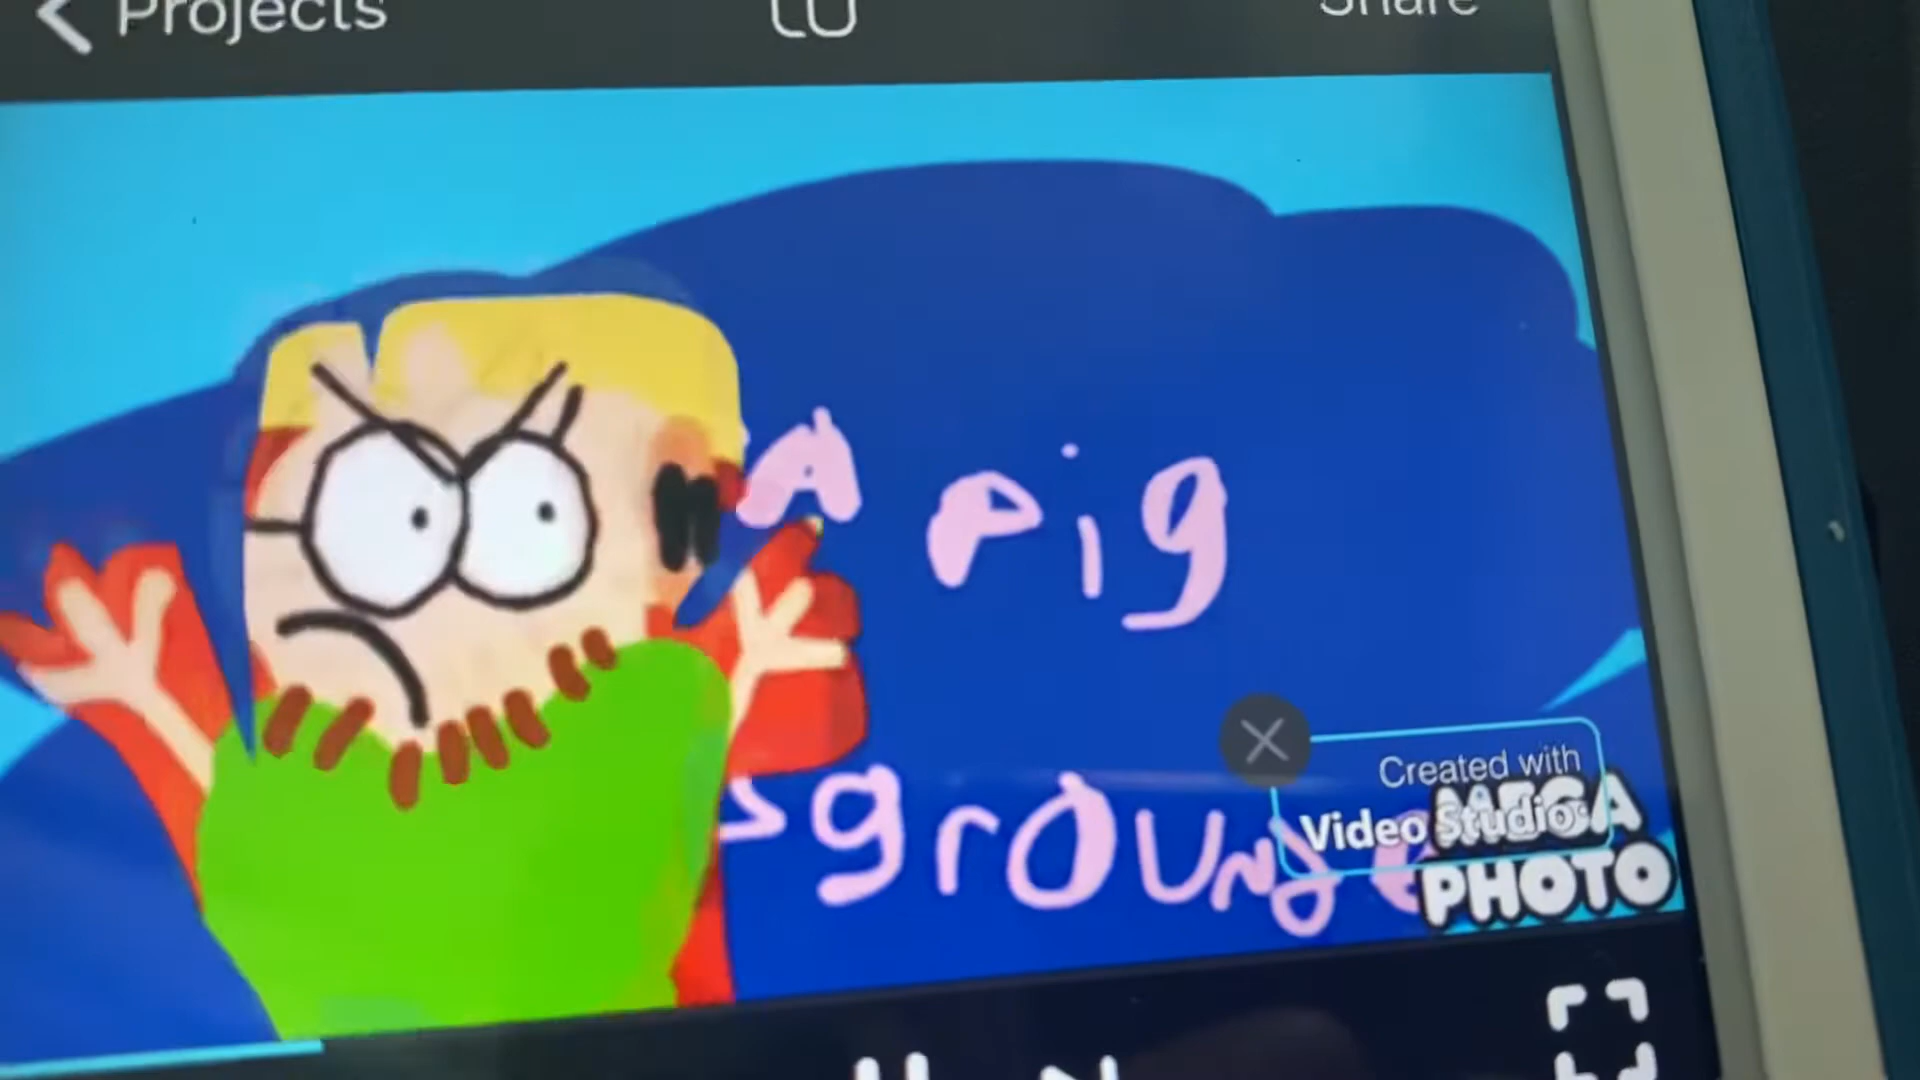 Projects
Share
A pig
s grounde
Created with
Video Studio
MEGA
PHOTO